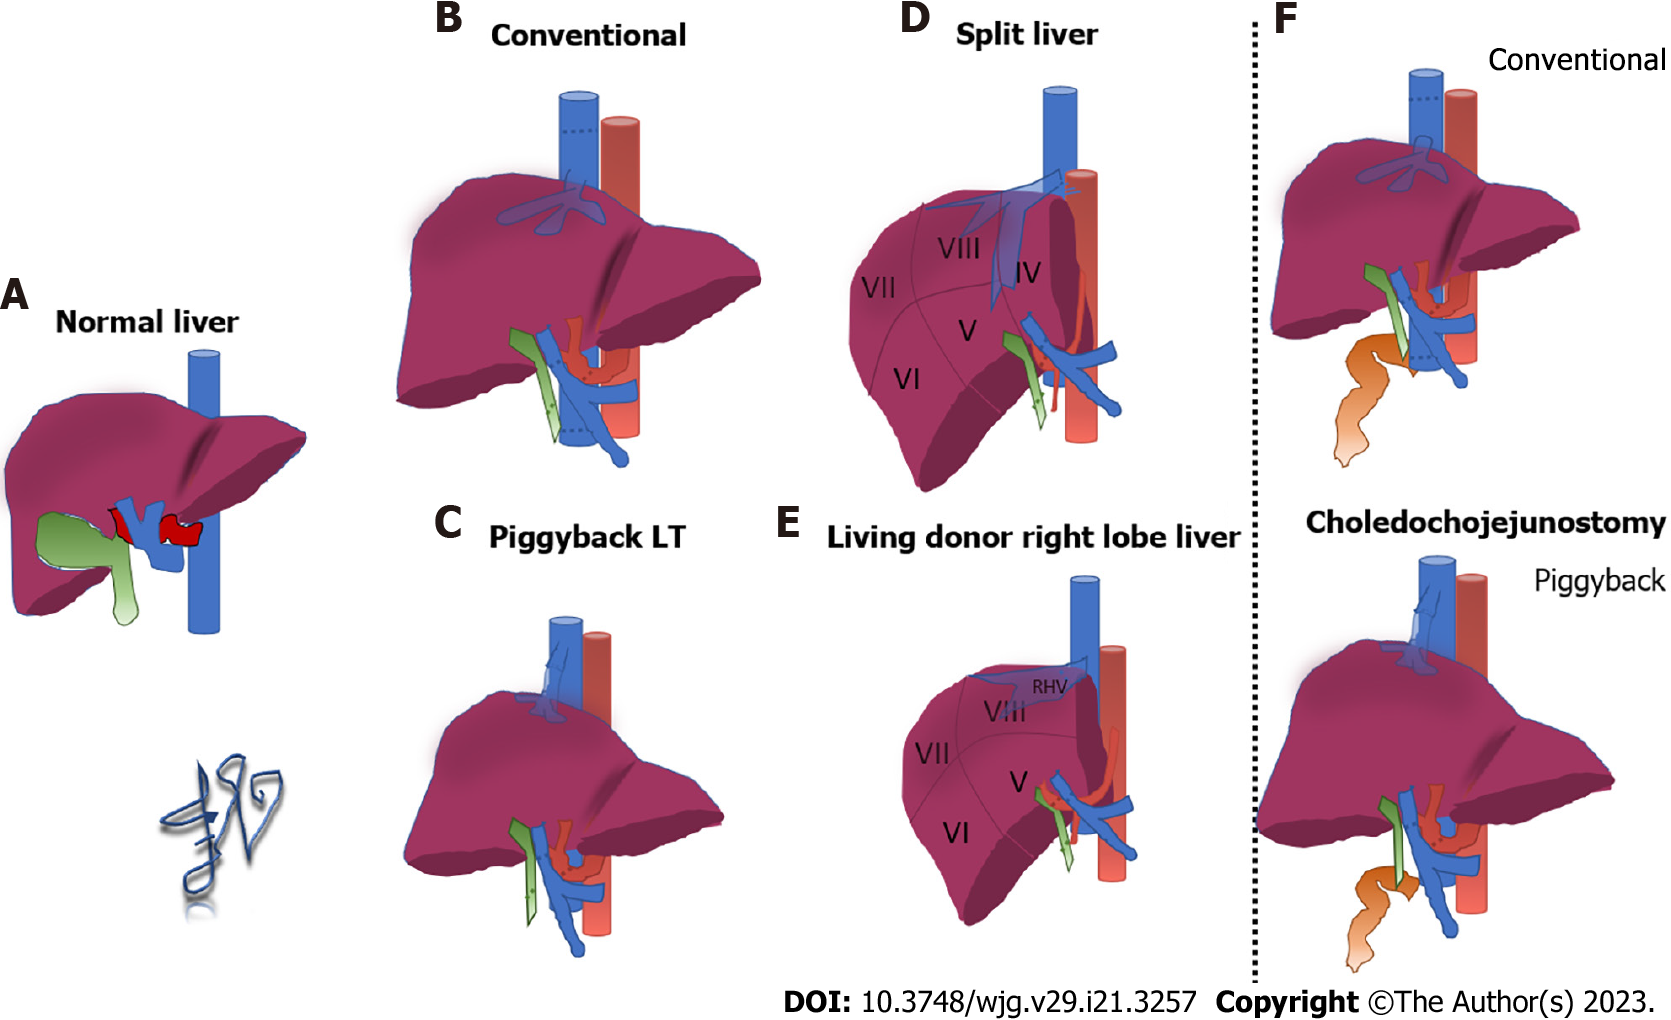 A
Normal liver
B
Conventional
C
Piggyback LT
D
Split liver
VIII
IV
VII
V
VI
E
Living donor right lobe liver
RHV
VIII
VII
V
VI
F
Conventional
Choledochojejunostomy
Piggyback
DOI: 10.3748/wjg.v29.i21.3257 Copyright ©The Author(s) 2023.